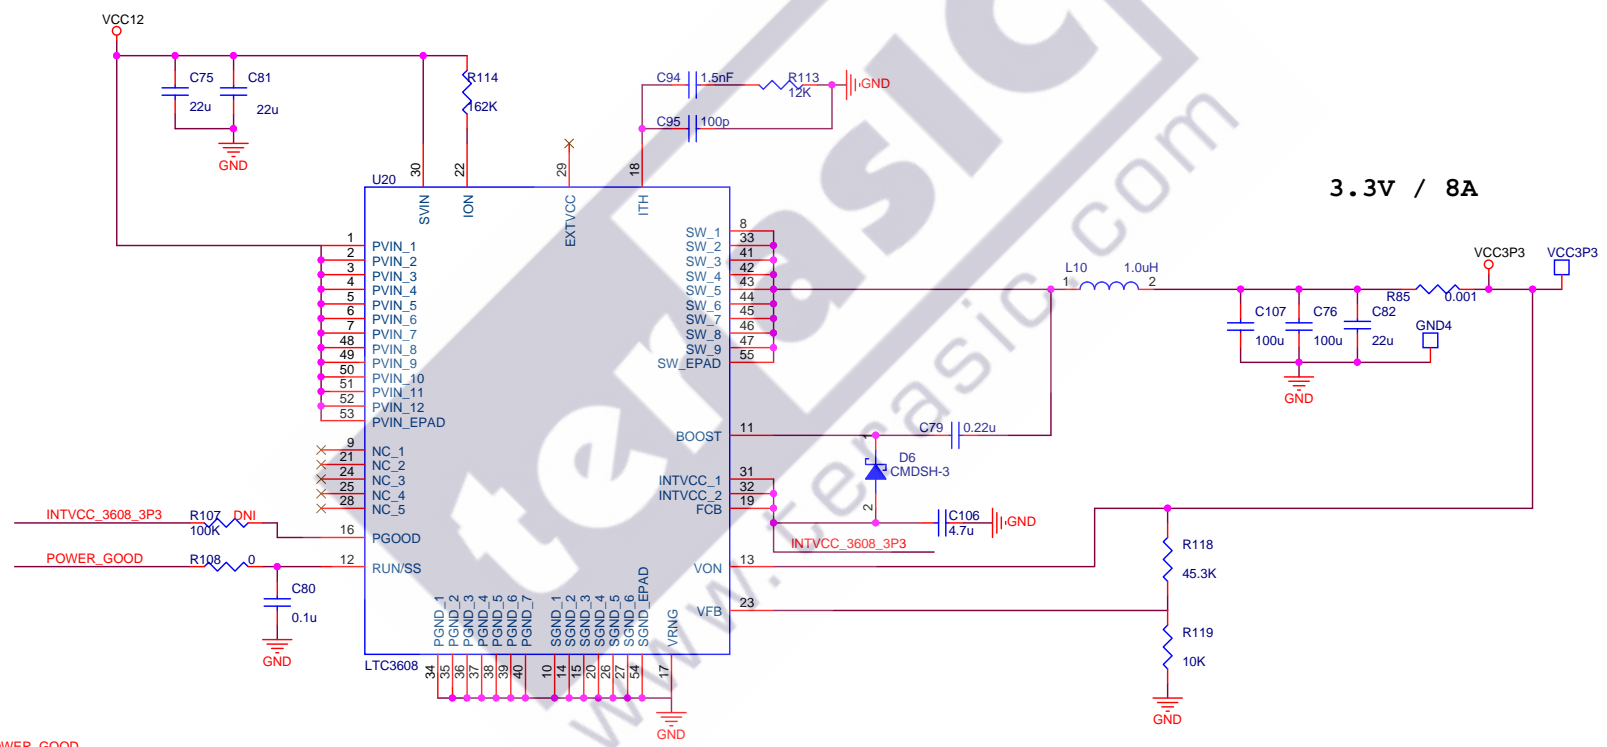 VCC12
C75
22u
C81
22u
GND
R114
162K
C94 1.5nF
R113
12K
GND
C95 100p
30
22
29
18
U20
SVIN
ION
EXTVCC
ITH
3.3V / 8A
1 PVIN_1
2 PVIN_2
3 PVIN_3
4 PVIN_4
5 PVIN_5
6 PVIN_6
7 PVIN_7
48 PVIN_8
49 PVIN_9
50 PVIN_10
51 PVIN_11
52 PVIN_12
53 PVIN_EPAD
9 NC_1
21 NC_2
24 NC_3
25 NC_4
28 NC_5
INTVCC_3608_3P3
R107 DNI
100K
16 PGOOD
POWER_GOOD
R108 0
12 RUN/SS
C80
0.1u
GND
SW_1 8
SW_2 33
SW_3 41
SW_4 42
SW_5 43
SW_6 44
SW_7 45
SW_8 46
SW_9 47
SW_EPAD 55
BOOST 11
INTVCC_1 31
INTVCC_2 32
FCB 19
VON 13
VFB 23
L10 1.0uH
1 2
C107
100u
C76
100u
C82
22u
R85 0.001
VCC3P3
VCC3P3
GND4
GND
C79 0.22u
1
D6
CMDSH-3
2
C106
4.7u
GND
INTVCC_3608_3P3
R118
45.3K
R119
10K
GND
PGND_1
PGND_2
PGND_3
PGND_4
PGND_5
PGND_6
PGND_7
SGND_1
SGND_2
SGND_3
SGND_4
SGND_5
SGND_6
SGND_EPAD
VRNG
LTC3608
34
35
36
37
38
39
40
10
14
15
20
26
27
54
17
GND
terasic
www.terasic.com